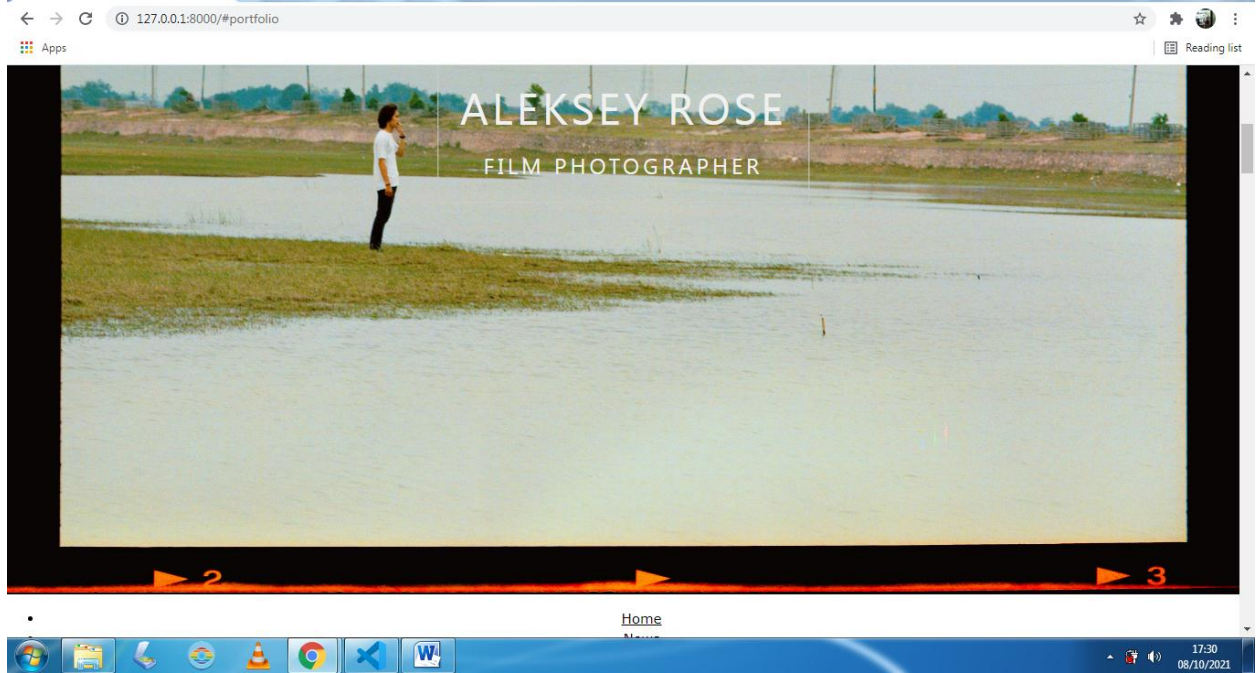 127.0.0.1:8000/#portfolio
Apps
Reading list
ALEKSEY ROSE
FILM PHOTOGRAPHER
2
3
Home
News
17:30
08/10/2021